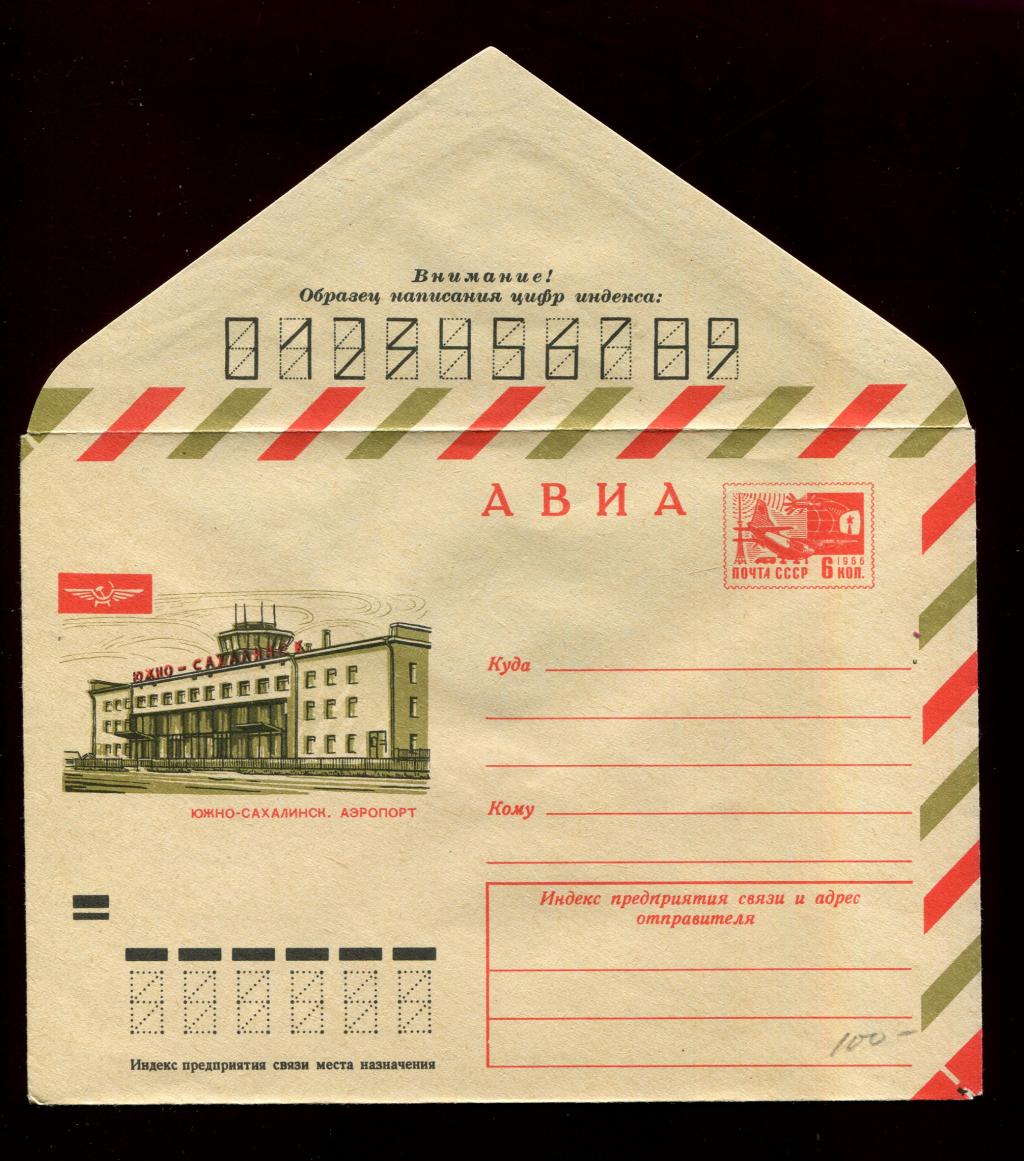 Внимание!
Образец написания цифр индекса:
0123456789
АВИА
1966
ПОЧТА СССР 6 КОП.
ЮЖНО-САХАЛИНСК
Куда
ЮЖНО-САХАЛИНСК. АЭРОПОРТ
Кому
Индекс предприятия связи и адрес
отправителя
100-
Индекс предприятия связи места назначения